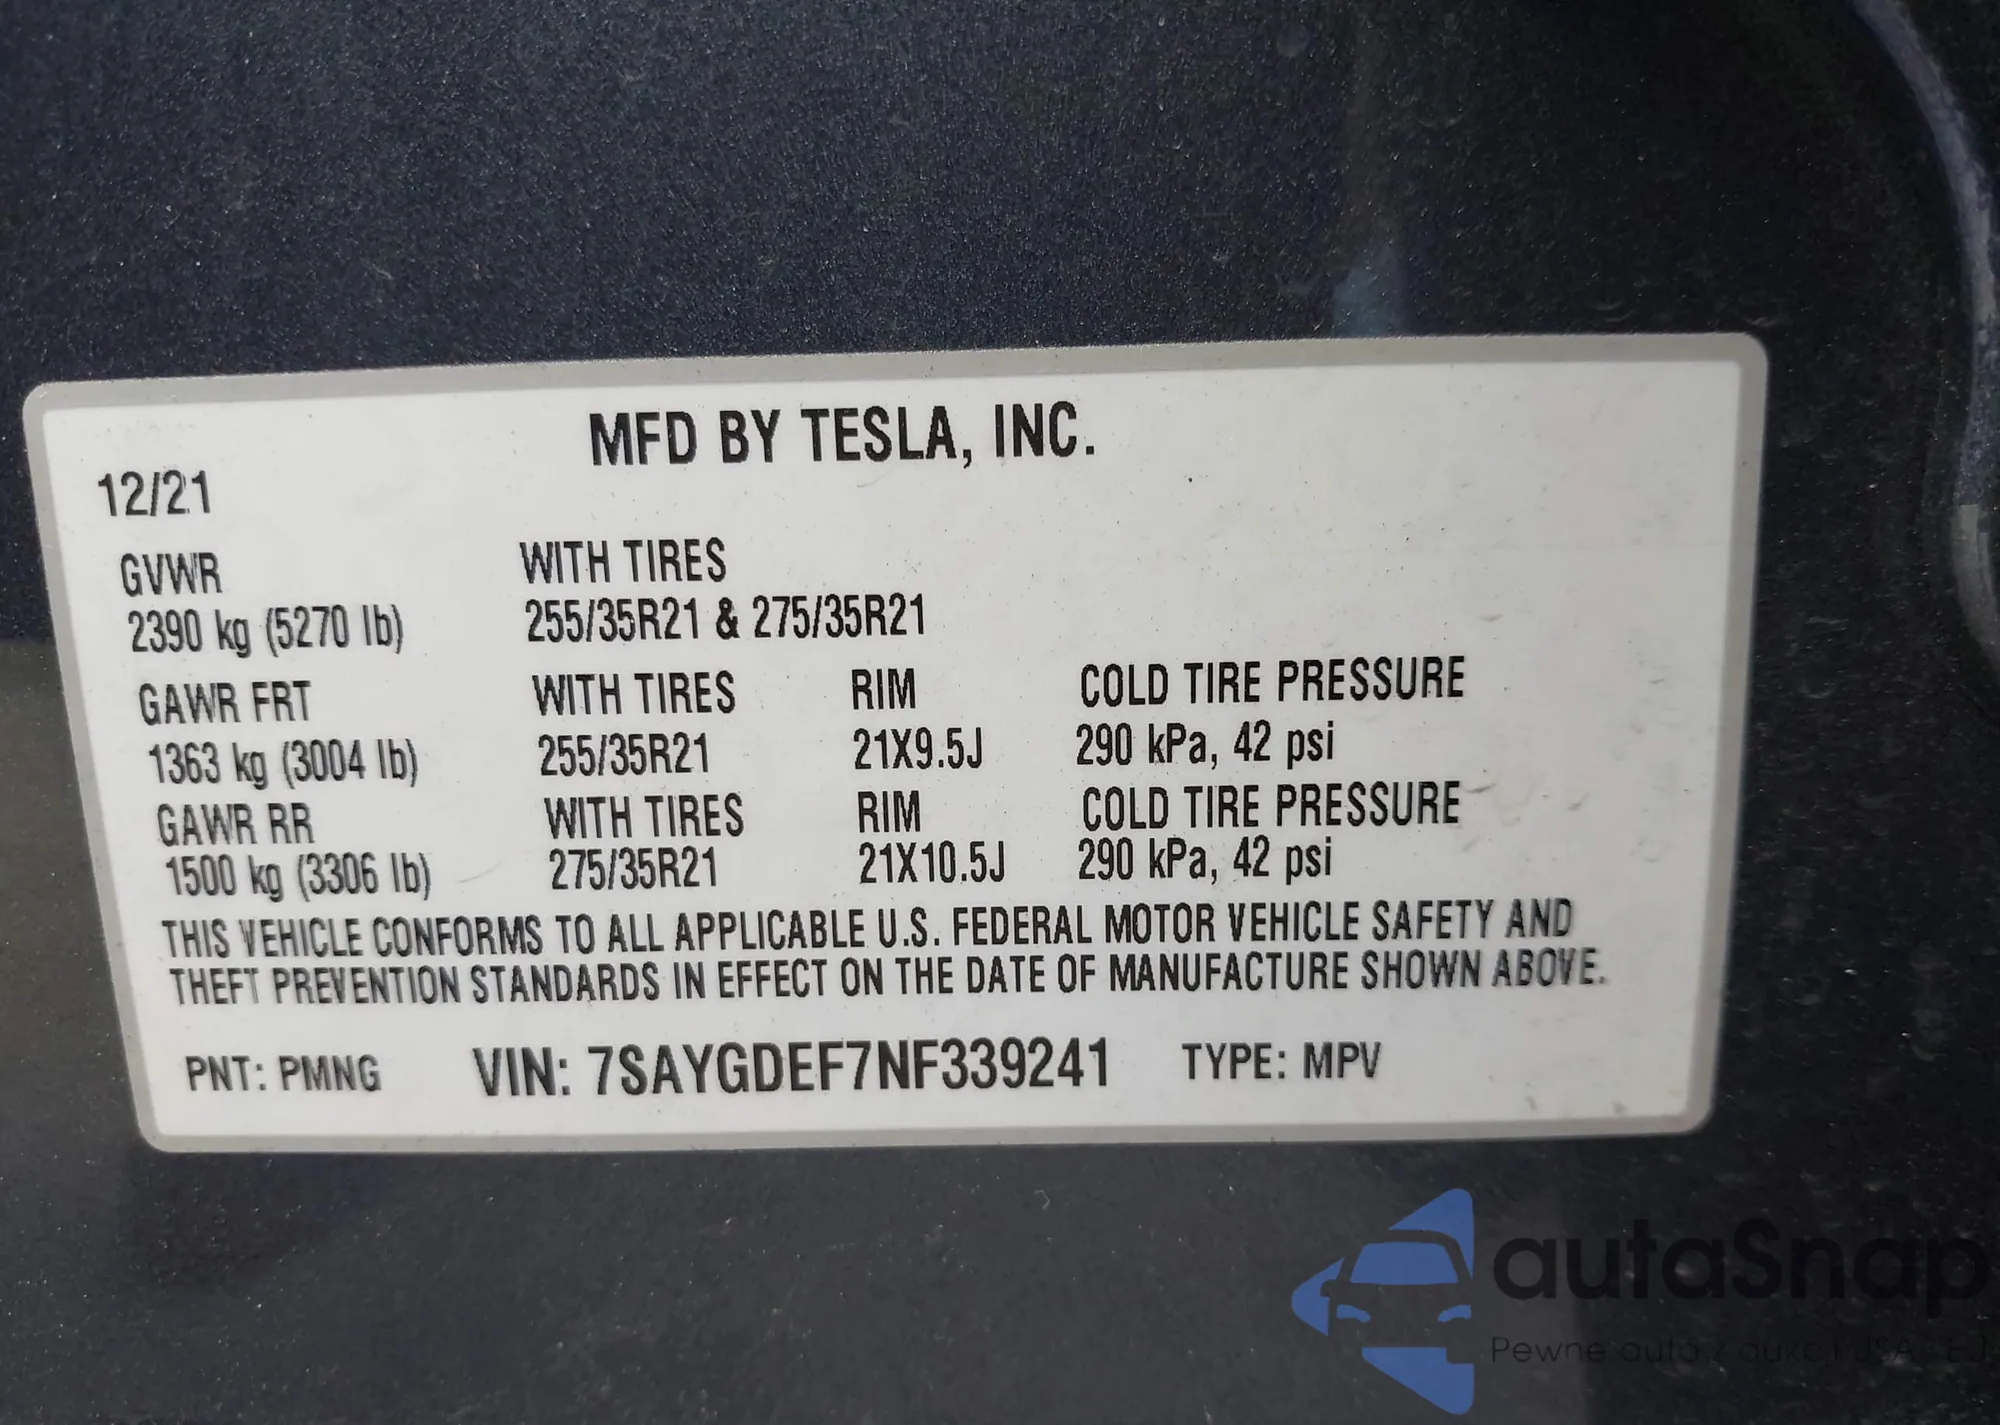 MFD BY TESLA, INC.
12/21
GVWR WITH TIRES
2390 kg (5270 lb) 255/35R21 & 275/35R21
GAWR FRT WITH TIRES RIM COLD TIRE PRESSURE
1363 kg (3004 lb) 255/35R21 21X9.5J 290 kPa, 42 psi
GAWR RR WITH TIRES RIM COLD TIRE PRESSURE
1500 kg (3306 lb) 275/35R21 21X10.5J 290 kPa, 42 psi
THIS VEHICLE CONFORMS TO ALL APPLICABLE U.S. FEDERAL MOTOR VEHICLE SAFETY AND
THEFT PREVENTION STANDARDS IN EFFECT ON THE DATE OF MANUFACTURE SHOWN ABOVE.
PNT: PMNG VIN: 7SAYGDEF7NF339241 TYPE: MPV
autaSnap
Pewne auta z aukcji